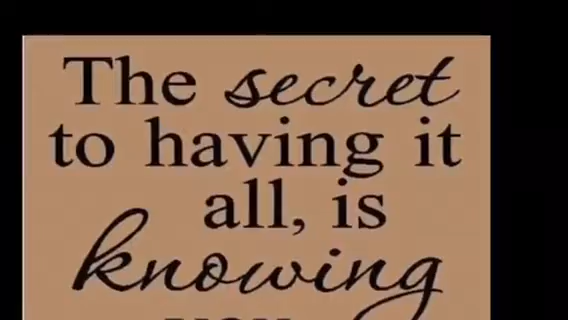 The secret
to having it
all, is
knowing